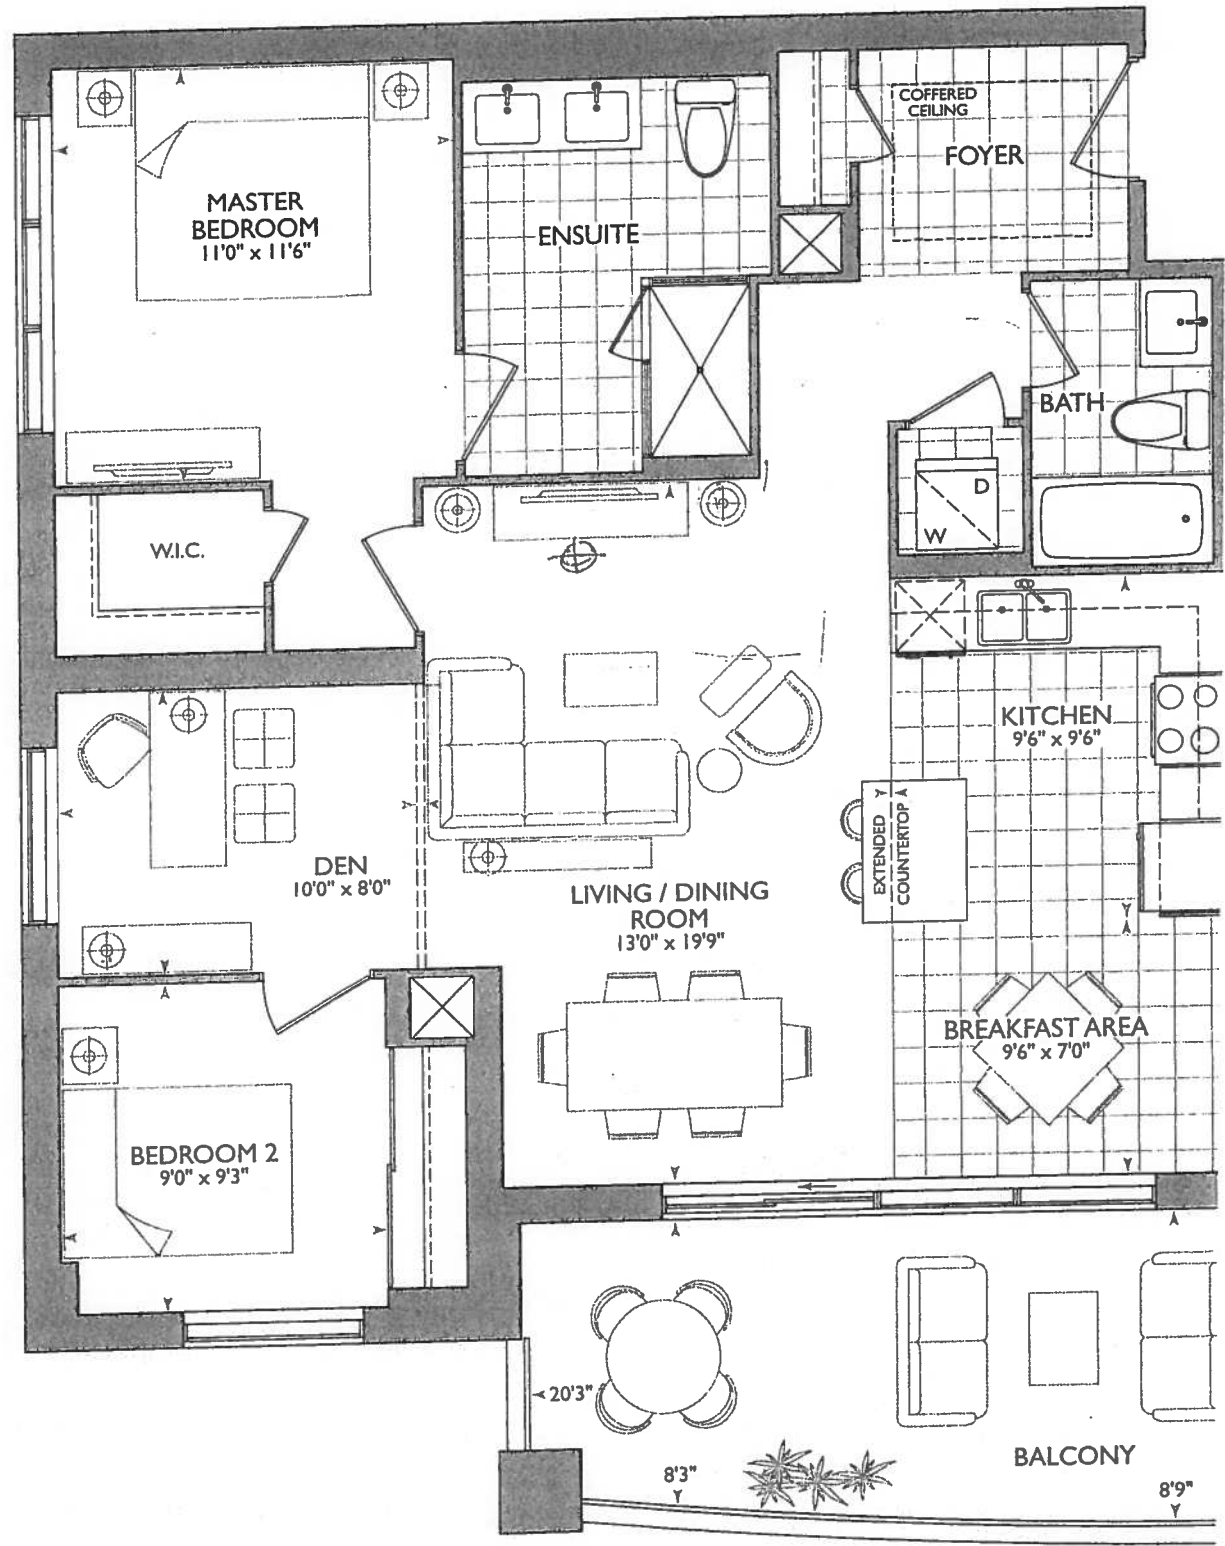 COFFERED
CEILING
FOYER
MASTER
BEDROOM
11'0" x 11'6"
ENSUITE
BATH
D
W
W.I.C.
KITCHEN
9'6" x 9'6"
EXTENDED
COUNTERTOP
DEN
10'0" x 8'0"
LIVING / DINING
ROOM
13'0" x 19'9"
BREAKFAST AREA
9'6" x 7'0"
BEDROOM 2
9'0" x 9'3"
20'3"
BALCONY
8'3"
8'9"